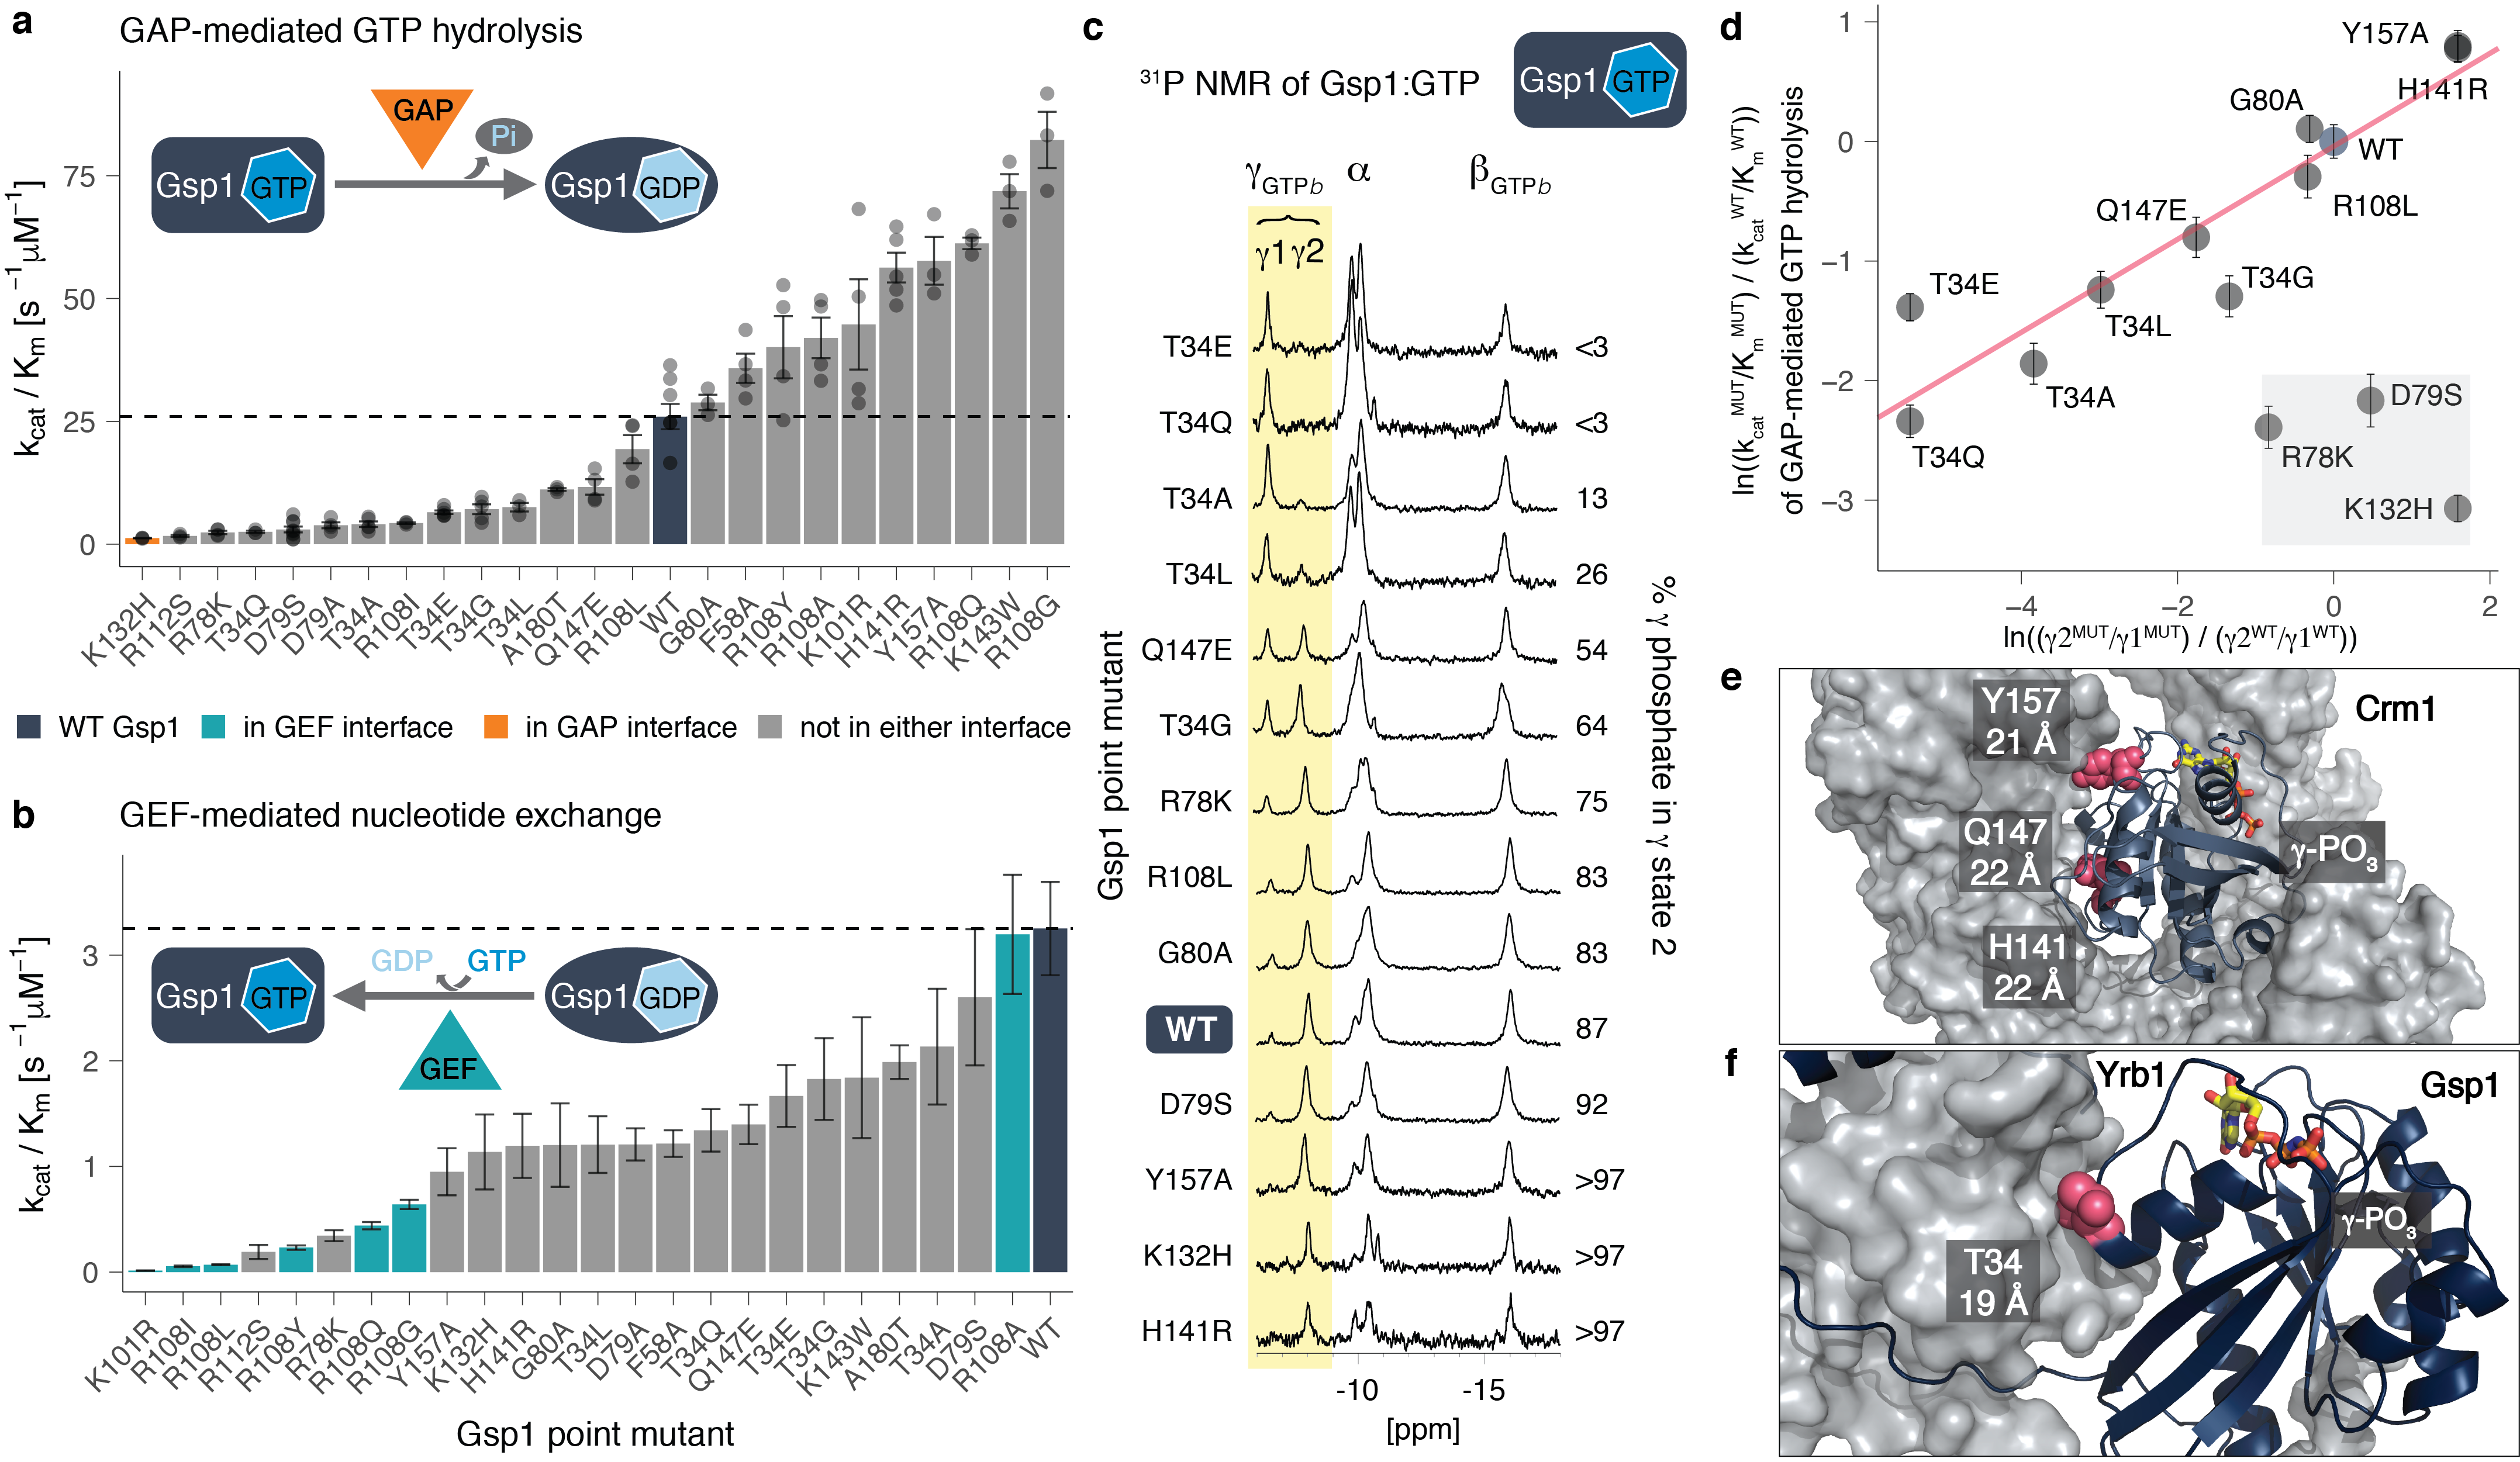 a
GAP-mediated GTP hydrolysis
kcat / Km [s⁻¹μM⁻¹]
75
50
25
0
GAP
Pi
Gsp1 GTP
Gsp1 GDP
K132H
R112S
R78K
T34Q
D79S
D79A
T34A
R108I
T34E
T34G
T34L
A180T
Q147E
R108L
WT
G80A
F58A
R108Y
R108A
K101R
H141R
Y157A
R108Q
K143W
R108G
WT Gsp1
in GEF interface
in GAP interface
not in either interface
b
GEF-mediated nucleotide exchange
kcat / Km [s⁻¹μM⁻¹]
3
2
1
0
GDP GTP
Gsp1 GTP
Gsp1 GDP
GEF
K101R
R108I
R108L
R112S
R108Y
R78K
R108Q
R108G
Y157A
K132H
H141R
G80A
T34L
D79A
F58A
T34Q
Q147E
T34E
T34G
K143W
A180T
T34A
D79S
R108A
WT
Gsp1 point mutant
c
³¹P NMR of Gsp1:GTP
Gsp1 GTP
γGTPb α βGTPb
γ1 γ2
Gsp1 point mutant
T34E <3
T34Q <3
T34A 13
T34L 26
Q147E 54
T34G 64
R78K 75
R108L 83
G80A 83
WT 87
D79S 92
Y157A >97
K132H >97
H141R >97
% γ phosphate in γ state 2
-10 -15
[ppm]
d
ln((kcatMUT/KmMUT) / (kcatWT/KmWT))
of GAP-mediated GTP hydrolysis
1
0
−1
−2
−3
Y157A
H141R
G80A
WT
R108L
Q147E
T34G
T34E
T34L
T34A
D79S
R78K
T34Q
K132H
−4 −2 0 2
ln((γ2MUT/γ1MUT) / (γ2WT/γ1WT))
e
Y157
21 Å
Crm1
Q147
22 Å
γ-PO3
H141
22 Å
f
Yrb1
Gsp1
γ-PO3
T34
19 Å